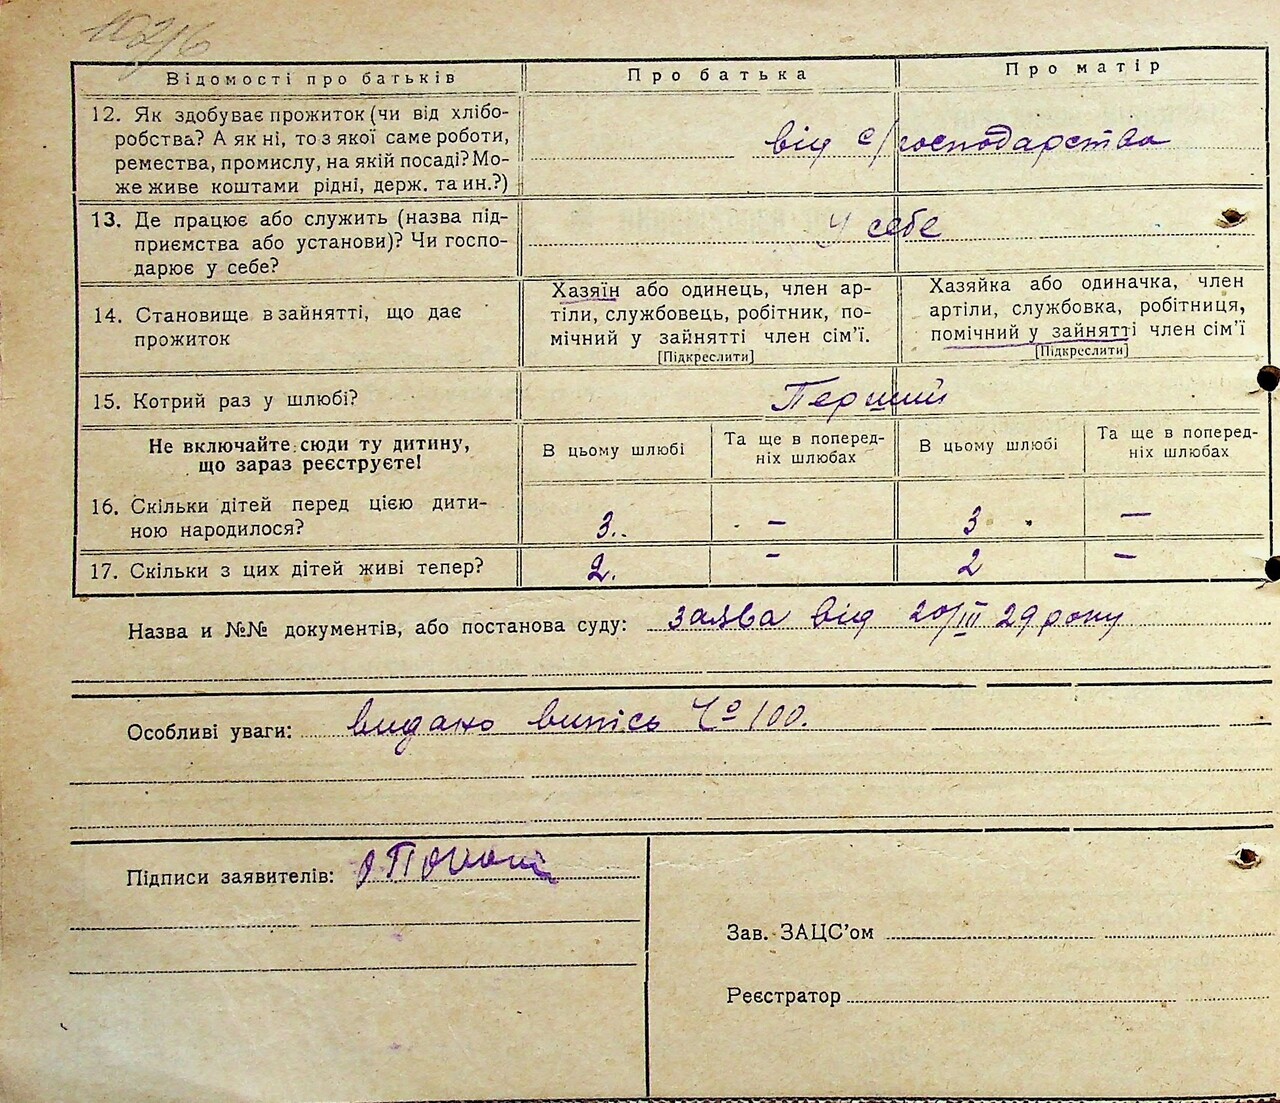 102/6
Відомості про батьків
Про батька
Про матір
12. Як здобуває прожиток (чи від хлібо-
робства? А як ні, то з якої саме роботи,
ремества, промислу, на якій посаді? Мо-
же живе коштами рідні, держ. та ин.?)
від с/господарства
13. Де працює або служить (назва під-
приємства або установи)? Чи госпо-
дарює у себе?
у себе
14. Становище в зайнятті, що дає
прожиток
Хазяїн або одинець, член ар-
тіли, службовець, робітник, по-
мічний у зайнятті член сім’ї.
[Підкреслити]
Хазяйка або одиначка, член
артіли, службовка, робітниця,
помічний у зайнятті член сім’ї
[Підкреслити]
15. Котрий раз у шлюбі?
Перший
Не включайте сюди ту дитину,
що зараз реєструєте!
В цьому шлюбі
Та ще в поперед-
ніх шлюбах
В цьому шлюбі
Та ще в поперед-
ніх шлюбах
16. Скільки дітей перед цією дити-
ною народилося?
3. - 3 -
17. Скільки з цих дітей живі тепер?
2. - 2 -
Назва и №№ документів, або постанова суду: заява від 20/III 29 року
Особливі уваги: видано випісь Ч° 100.
Підписи заявителів:
Зав. ЗАЦС’ом
Реєстратор